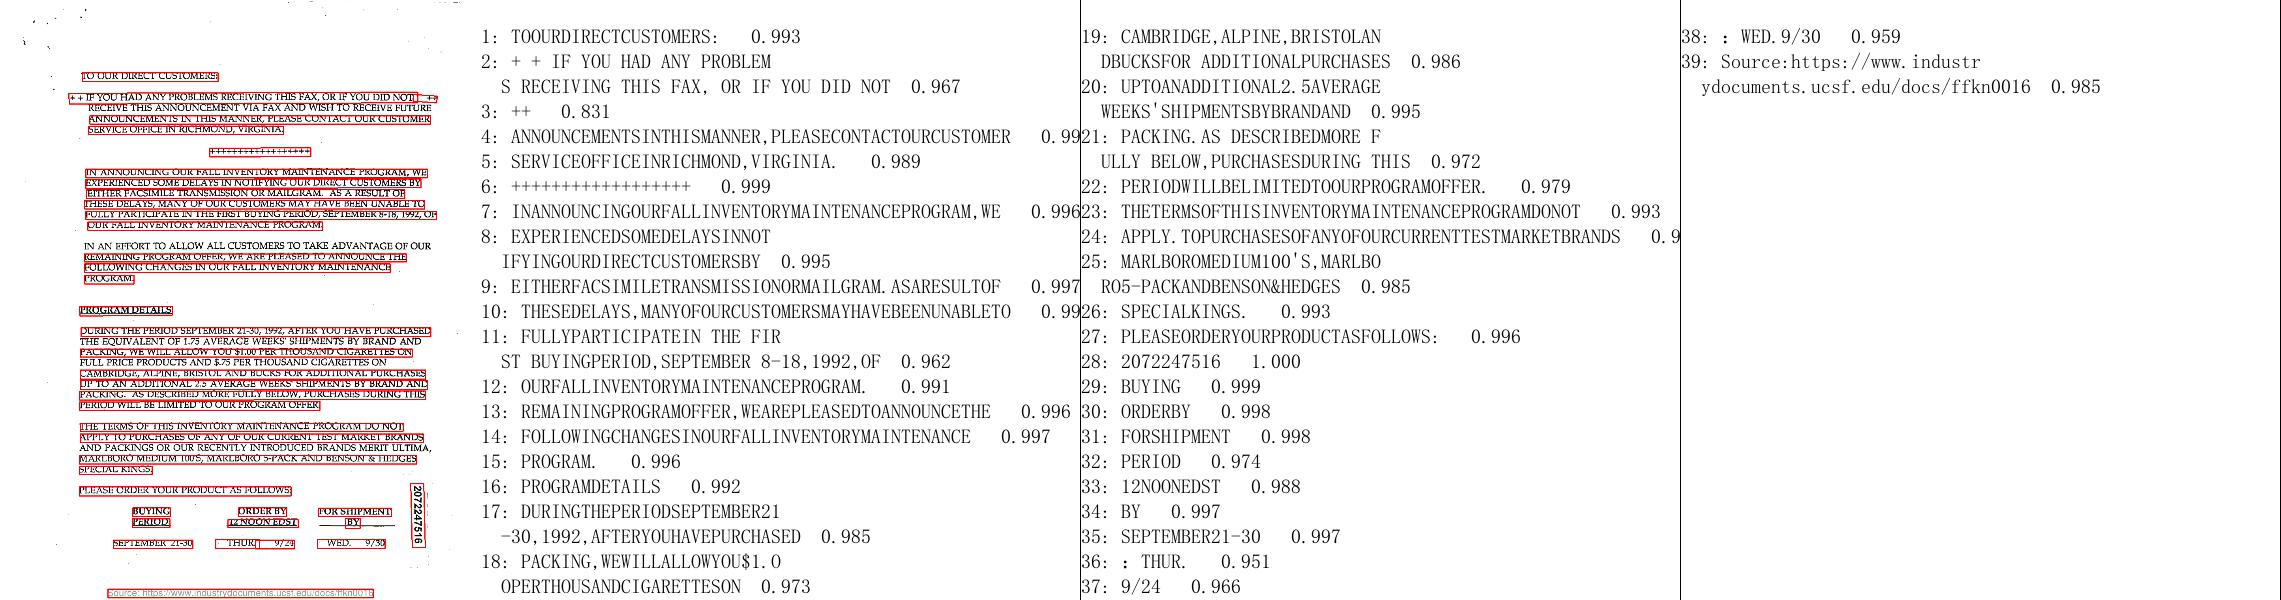 TO OUR DIRECT CUSTOMERS:
+ + IF YOU HAD ANY PROBLEMS RECEIVING THIS FAX, OR IF YOU DID NOT ++
RECEIVE THIS ANNOUNCEMENT VIA FAX AND WISH TO RECEIVE FUTURE
ANNOUNCEMENTS IN THIS MANNER, PLEASE CONTACT OUR CUSTOMER
SERVICE OFFICE IN RICHMOND, VIRGINIA.
++++++++++++++++++
IN ANNOUNCING OUR FALL INVENTORY MAINTENANCE PROGRAM, WE
EXPERIENCED SOME DELAYS IN NOTIFYING OUR DIRECT CUSTOMERS BY
EITHER FACSIMILE TRANSMISSION OR MAILGRAM. AS A RESULT OF
THESE DELAYS, MANY OF OUR CUSTOMERS MAY HAVE BEEN UNABLE TO
FULLY PARTICIPATE IN THE FIRST BUYING PERIOD, SEPTEMBER 8-18, 1992, OF
OUR FALL INVENTORY MAINTENANCE PROGRAM.
IN AN EFFORT TO ALLOW ALL CUSTOMERS TO TAKE ADVANTAGE OF OUR
REMAINING PROGRAM OFFER, WE ARE PLEASED TO ANNOUNCE THE
FOLLOWING CHANGES IN OUR FALL INVENTORY MAINTENANCE
PROGRAM.
PROGRAM DETAILS
DURING THE PERIOD SEPTEMBER 21-30, 1992, AFTER YOU HAVE PURCHASED
THE EQUIVALENT OF 1.75 AVERAGE WEEKS' SHIPMENTS BY BRAND AND
PACKING, WE WILL ALLOW YOU $1.00 PER THOUSAND CIGARETTES ON
FULL PRICE PRODUCTS AND $.75 PER THOUSAND CIGARETTES ON
CAMBRIDGE, ALPINE, BRISTOL AND BUCKS FOR ADDITIONAL PURCHASES
UP TO AN ADDITIONAL 2.5 AVERAGE WEEKS' SHIPMENTS BY BRAND AND
PACKING. AS DESCRIBED MORE FULLY BELOW, PURCHASES DURING THIS
PERIOD WILL BE LIMITED TO OUR PROGRAM OFFER.
THE TERMS OF THIS INVENTORY MAINTENANCE PROGRAM DO NOT
APPLY TO PURCHASES OF ANY OF OUR CURRENT TEST MARKET BRANDS
AND PACKINGS OR OUR RECENTLY INTRODUCED BRANDS MERIT ULTIMA,
MARLBORO MEDIUM 100'S, MARLBORO 5-PACK AND BENSON & HEDGES
SPECIAL KINGS.
PLEASE ORDER YOUR PRODUCT AS FOLLOWS:
2072247516
BUYING ORDER BY FOR SHIPMENT
PERIOD 12 NOON EDST BY
SEPTEMBER 21-30 THUR. 9/24 WED. 9/30
Source: https://www.industrydocuments.ucsf.edu/docs/ffkn0016
1: TOOURDIRECTCUSTOMERS: 0.993
2: + + IF YOU HAD ANY PROBLEM
S RECEIVING THIS FAX, OR IF YOU DID NOT 0.967
3: ++ 0.831
4: ANNOUNCEMENTSINTHISMANNER,PLEASECONTACTOURCUSTOMER 0.99
5: SERVICEOFFICEINRICHMOND,VIRGINIA. 0.989
6: ++++++++++++++++++ 0.999
7: INANNOUNCINGOURFALLINVENTORYMAINTENANCEPROGRAM,WE 0.996
8: EXPERIENCEDSOMEDELAYSINNOT
IFYINGOURDIRECTCUSTOMERSBY 0.995
9: EITHERFACSIMILETRANSMISSIONORMAILGRAM.ASARESULTOF 0.997
10: THESEDELAYS,MANYOFOURCUSTOMERSMAYHAVEBEENUNABLETO 0.99
11: FULLYPARTICIPATEIN THE FIR
ST BUYINGPERIOD,SEPTEMBER 8-18,1992,OF 0.962
12: OURFALLINVENTORYMAINTENANCEPROGRAM. 0.991
13: REMAININGPROGRAMOFFER,WEAREPLEASEDTOANNOUNCETHE 0.996
14: FOLLOWINGCHANGESINOURFALLINVENTORYMAINTENANCE 0.997
15: PROGRAM. 0.996
16: PROGRAMDETAILS 0.992
17: DURINGTHEPERIODSEPTEMBER21
-30,1992,AFTERYOUHAVEPURCHASED 0.985
18: PACKING,WEWILLALLOWYOU$1.0
OPERTHOUSANDCIGARETTESON 0.973
19: CAMBRIDGE,ALPINE,BRISTOLAN
DBUCKSFOR ADDITIONALPURCHASES 0.986
20: UPTOANADDITIONAL2.5AVERAGE
WEEKS'SHIPMENTSBYBRANDAND 0.995
21: PACKING.AS DESCRIBEDMORE F
ULLY BELOW,PURCHASESDURING THIS 0.972
22: PERIODWILLBELIMITEDTOOURPROGRAMOFFER. 0.979
23: THETERMSOFTHISINVENTORYMAINTENANCEPROGRAMDONOT 0.993
24: APPLY.TOPURCHASESOFANYOFOURCURRENTTESTMARKETBRANDS 0.9
25: MARLBOROMEDIUM100'S,MARLBO
RO5-PACKANDBENSON&HEDGES 0.985
26: SPECIALKINGS. 0.993
27: PLEASEORDERYOURPRODUCTASFOLLOWS: 0.996
28: 2072247516 1.000
29: BUYING 0.999
30: ORDERBY 0.998
31: FORSHIPMENT 0.998
32: PERIOD 0.974
33: 12NOONEDST 0.988
34: BY 0.997
35: SEPTEMBER21-30 0.997
36: : THUR. 0.951
37: 9/24 0.966
38: : WED.9/30 0.959
39: Source:https://www.industr
ydocuments.ucsf.edu/docs/ffkn0016 0.985